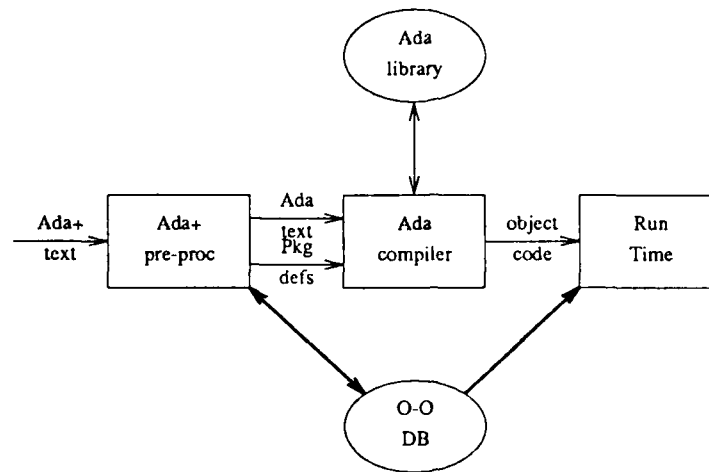 Ada
library
Ada+
text
Ada+
pre-proc
Ada
text
Pkg
defs
Ada
compiler
object
code
Run
Time
O-O
DB